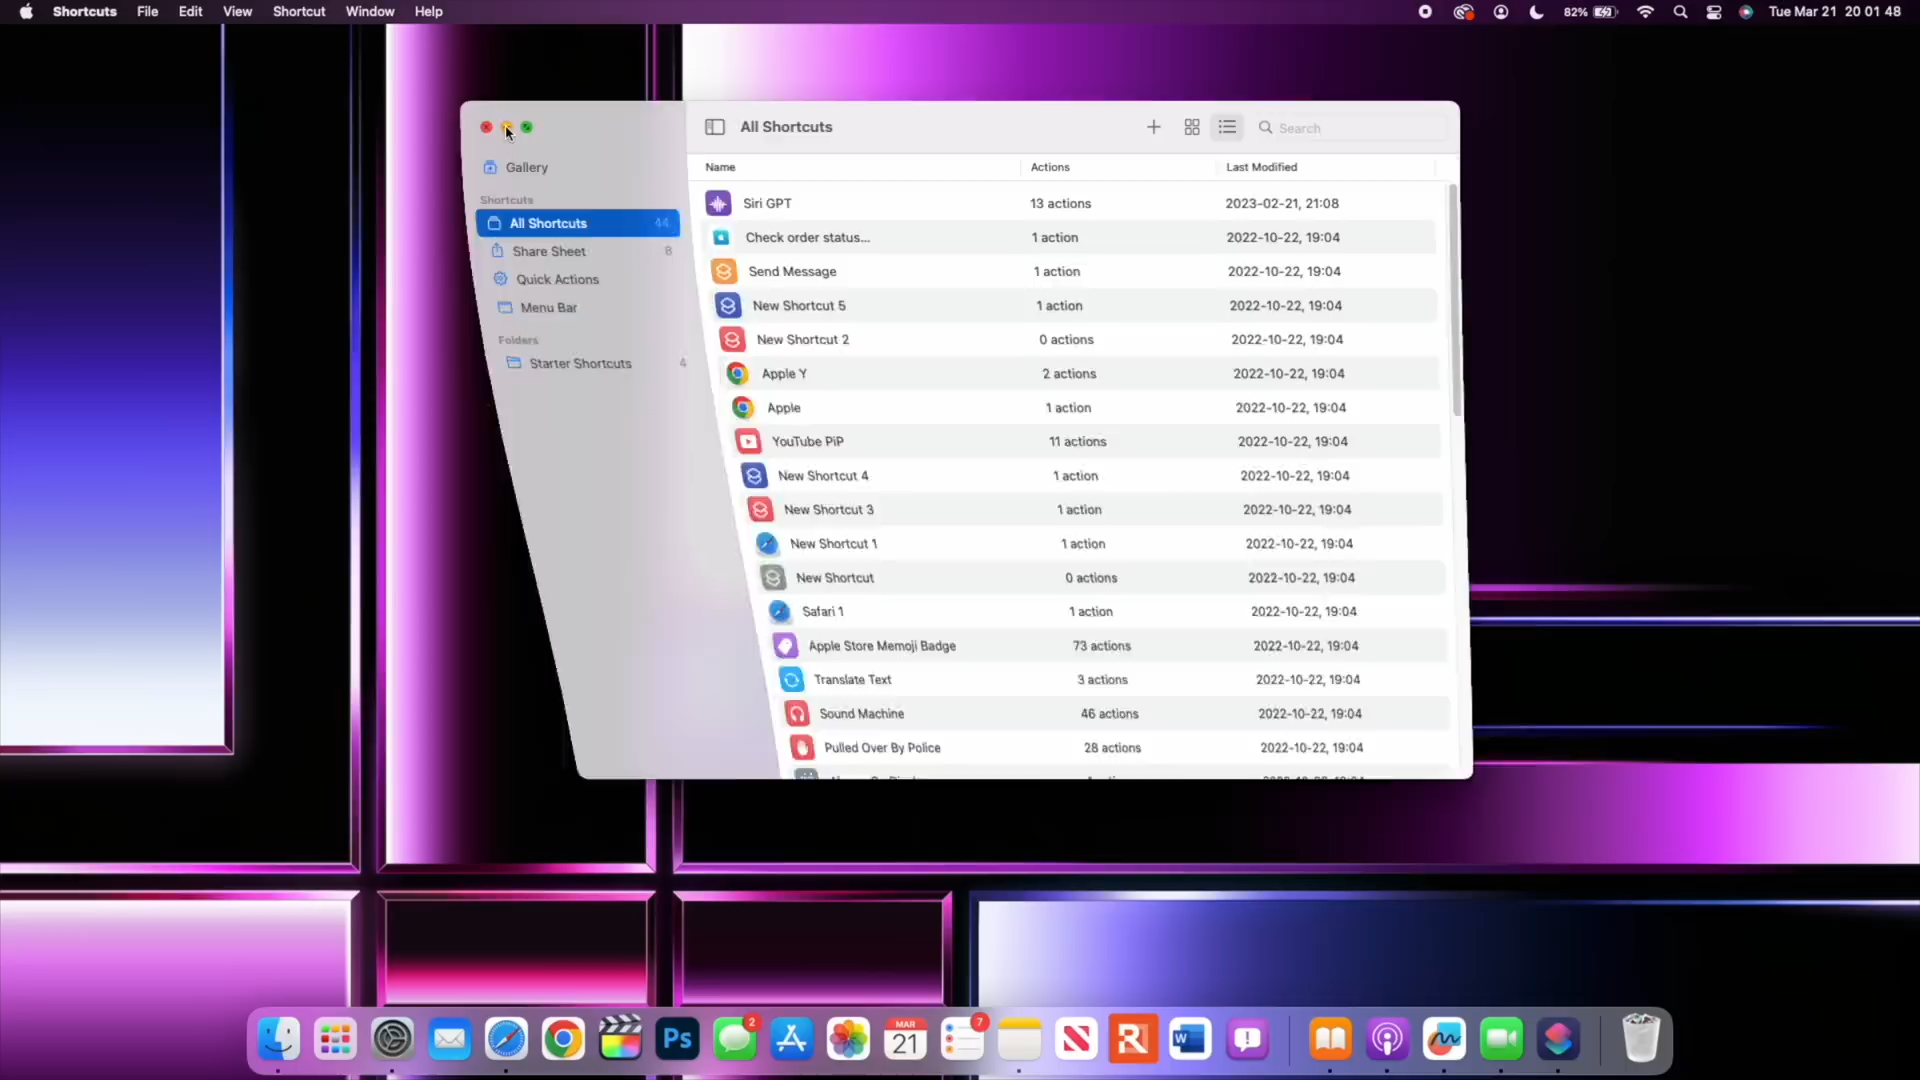 Shortcuts File Edit View Shortcut Window Help 82% Tue Mar 21 20 01 48
All Shortcuts Search
Gallery
Shortcuts
All Shortcuts 44
Share Sheet 8
Quick Actions
Menu Bar
Folders
Starter Shortcuts 4
Name Actions Last Modified
Siri GPT 13 actions 2023-02-21, 21:08
Check order status... 1 action 2022-10-22, 19:04
Send Message 1 action 2022-10-22, 19:04
New Shortcut 5 1 action 2022-10-22, 19:04
New Shortcut 2 0 actions 2022-10-22, 19:04
Apple Y 2 actions 2022-10-22, 19:04
Apple 1 action 2022-10-22, 19:04
YouTube PiP 11 actions 2022-10-22, 19:04
New Shortcut 4 1 action 2022-10-22, 19:04
New Shortcut 3 1 action 2022-10-22, 19:04
New Shortcut 1 1 action 2022-10-22, 19:04
New Shortcut 0 actions 2022-10-22, 19:04
Safari 1 1 action 2022-10-22, 19:04
Apple Store Memoji Badge 73 actions 2022-10-22, 19:04
Translate Text 3 actions 2022-10-22, 19:04
Sound Machine 46 actions 2022-10-22, 19:04
Pulled Over By Police 28 actions 2022-10-22, 19:04
Ps 2 MAR 21 7 W